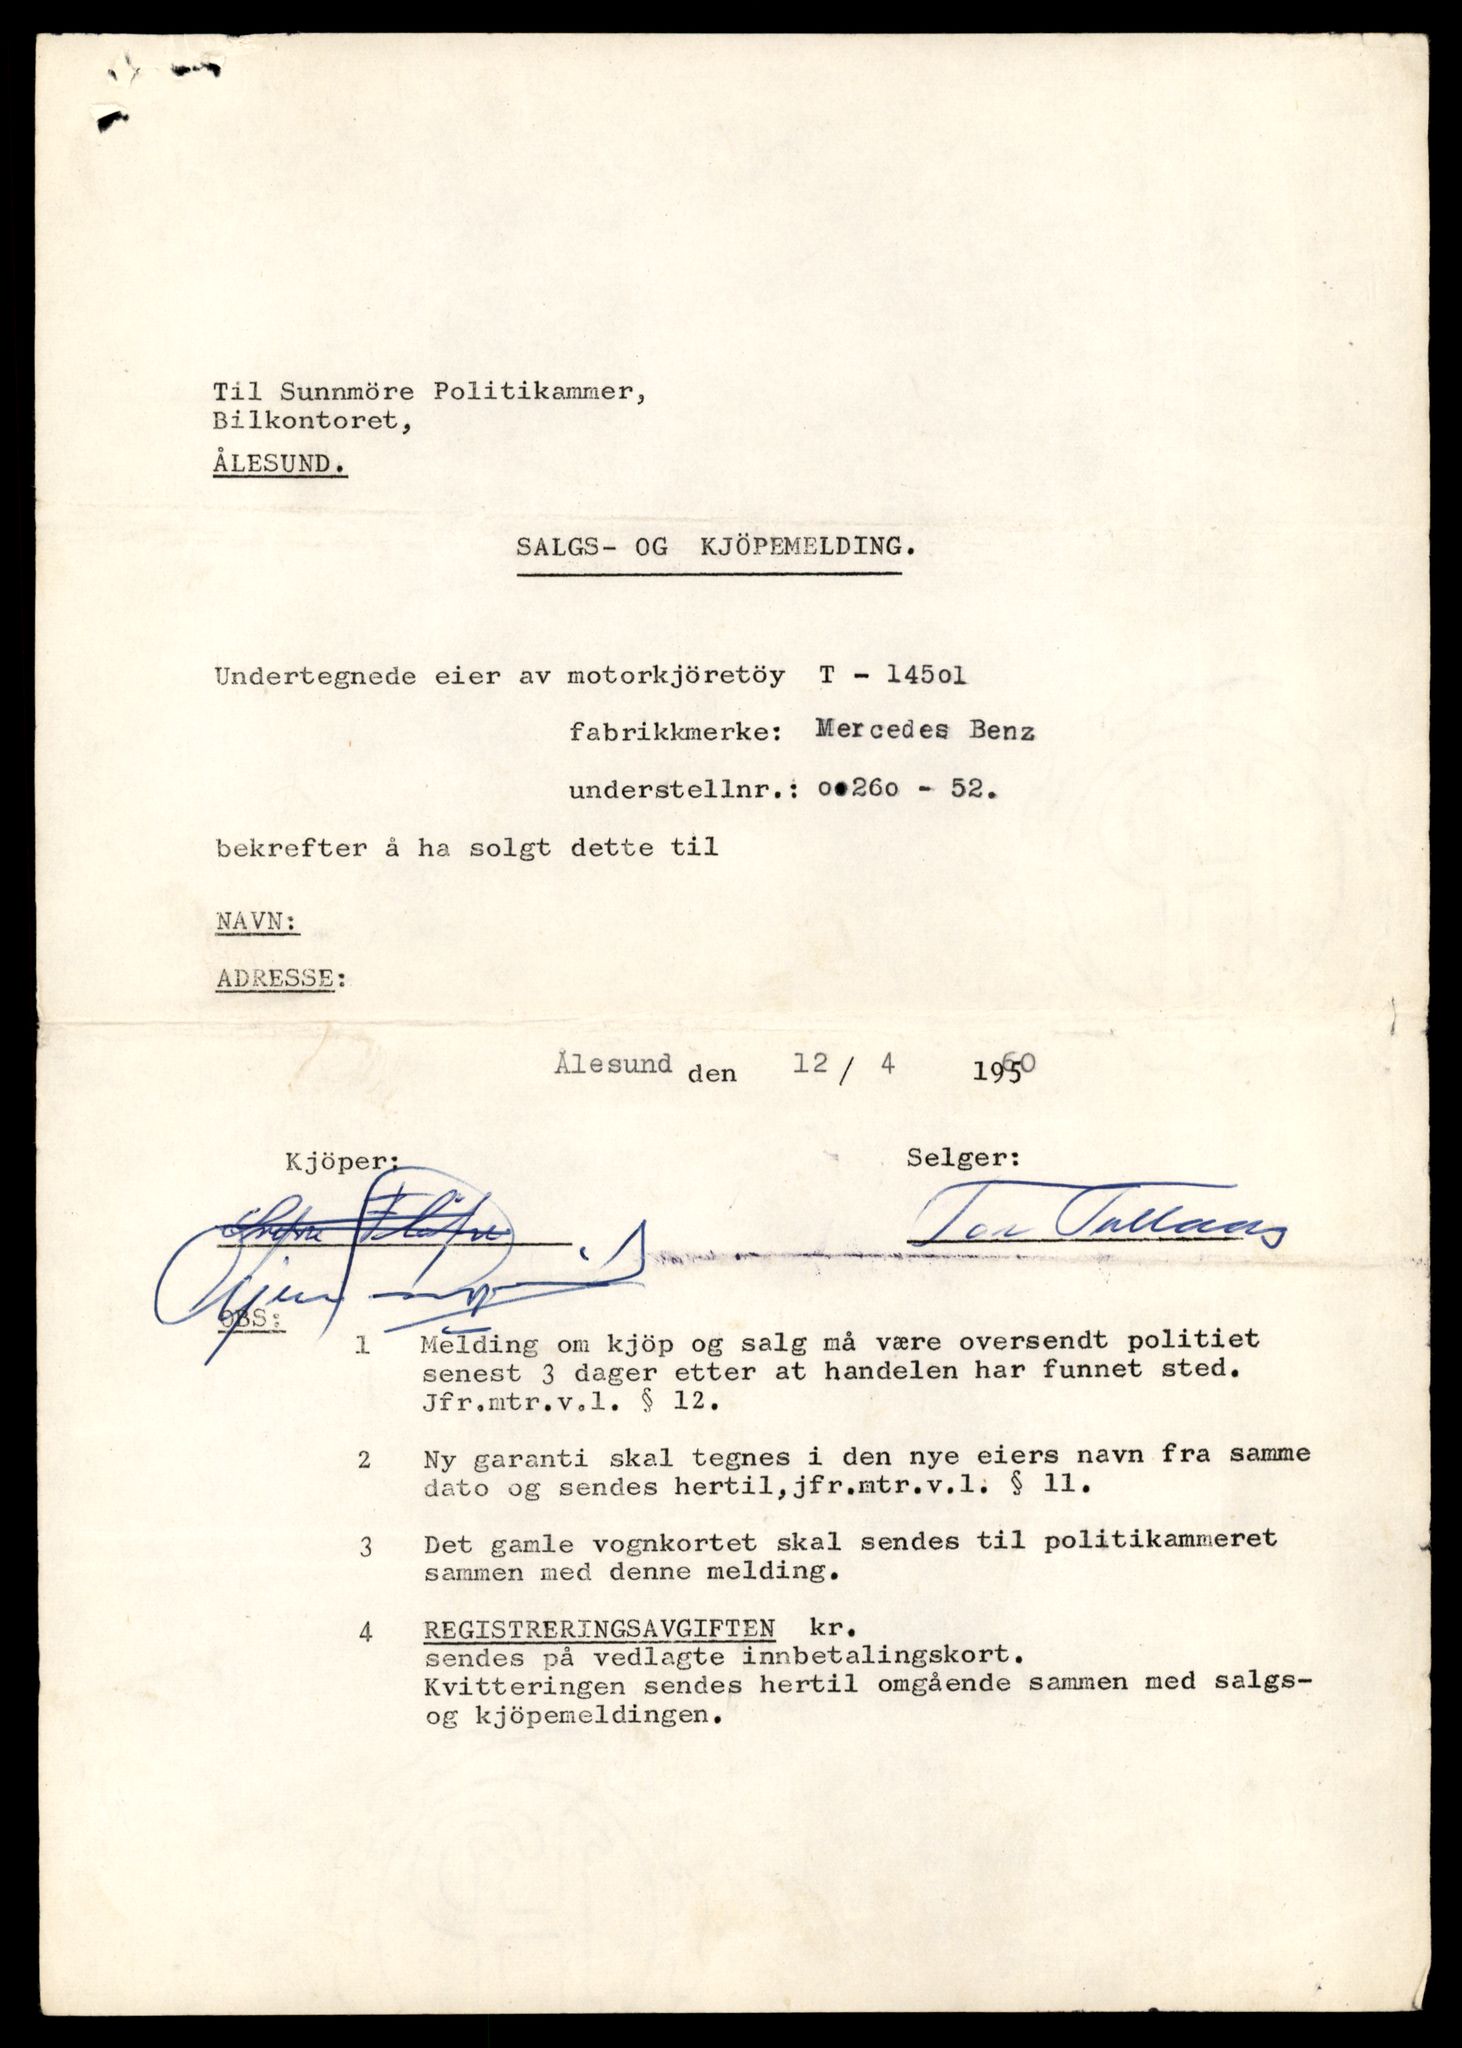 Til Sunnmöre Politikammer,
Bilkontoret,
ÅLESUND.
SALGS- OG KJÖPEMELDING.
Undertegnede eier av motorkjöretöy T - 145ol
fabrikkmerke: Mercedes Benz
understellnr.: oo26o - 52.
bekrefter å ha solgt dette til
NAVN:
ADRESSE:
Ålesund den 12 / 4 1960
Kjöper: Selger:
Tor
OBS:
1 Melding om kjöp og salg må være oversendt politiet
senest 3 dager etter at handelen har funnet sted.
Jfr.mtr.v.l. § 12.
2 Ny garanti skal tegnes i den nye eiers navn fra samme
dato og sendes hertil,jfr.mtr.v.l. § 11.
3 Det gamle vognkortet skal sendes til politikammeret
sammen med denne melding.
4 REGISTRERINGSAVGIFTEN kr.
sendes på vedlagte innbetalingskort.
Kvitteringen sendes hertil omgående sammen med salgs-
og kjöpemeldingen.